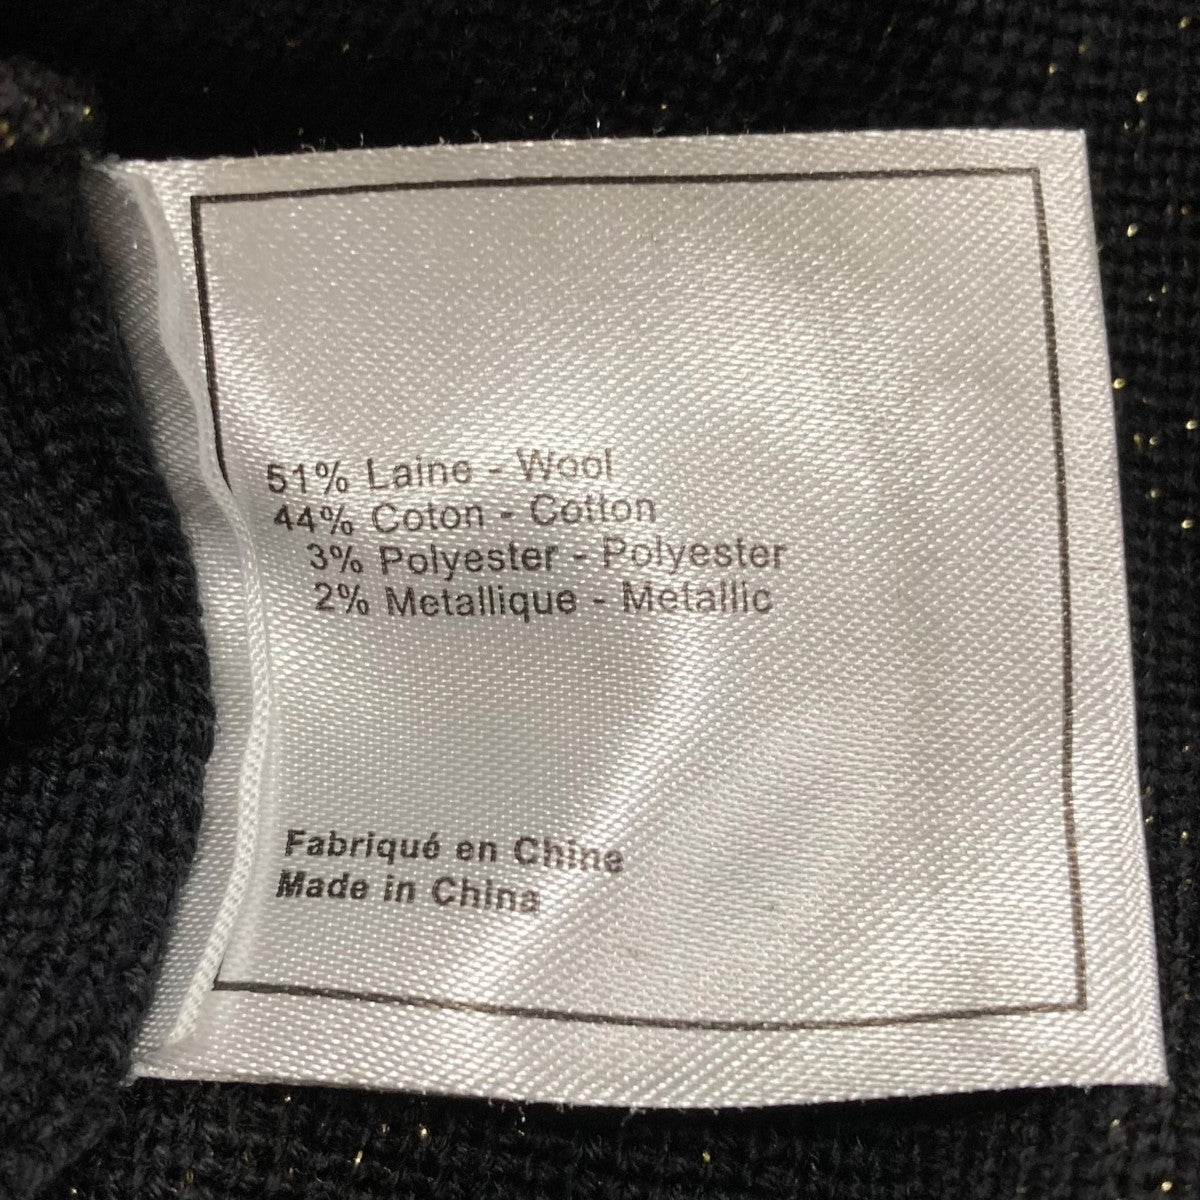 51% Laine - Wool
44% Coton - Cotton
3% Polyester - Polyester
2% Metallique - Metallic
Fabriqué en Chine
Made in China